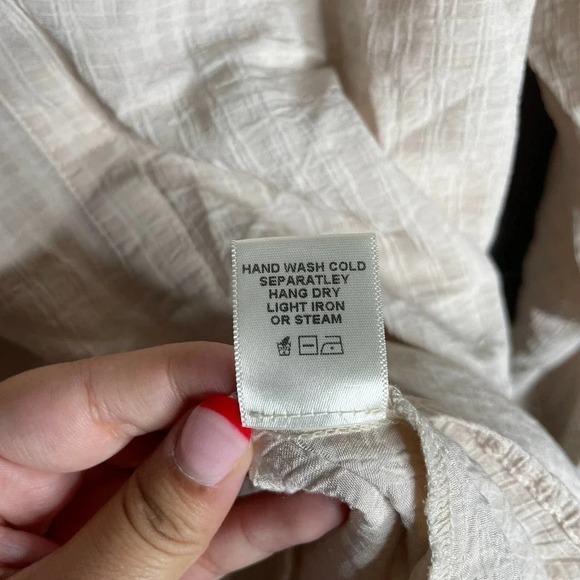 HAND WASH COLD
SEPARATLEY
HANG DRY
LIGHT IRON
OR STEAM